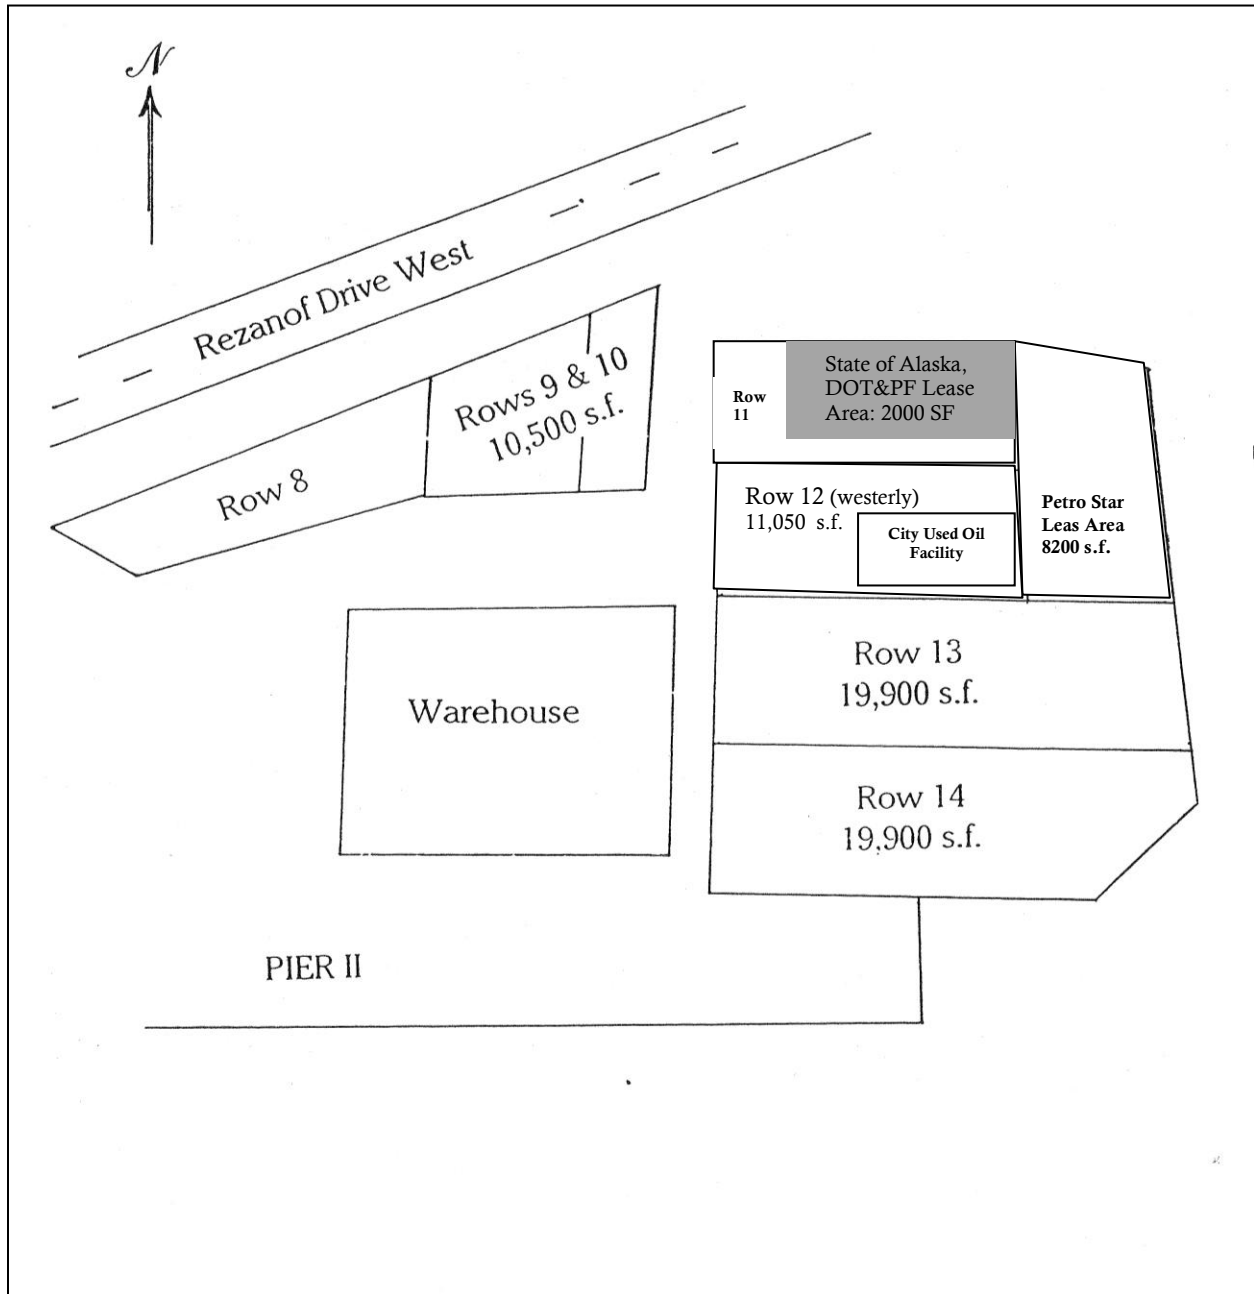 N
Rezanof Drive West
Rows 9 & 10
10,500 s.f.
Row 8
Row
11
State of Alaska,
DOT&PF Lease
Area: 2000 SF
Row 12 (westerly)
11,050 s.f.
City Used Oil
Facility
Petro Star
Leas Area
8200 s.f.
Row 13
19,900 s.f.
Warehouse
Row 14
19,900 s.f.
PIER II